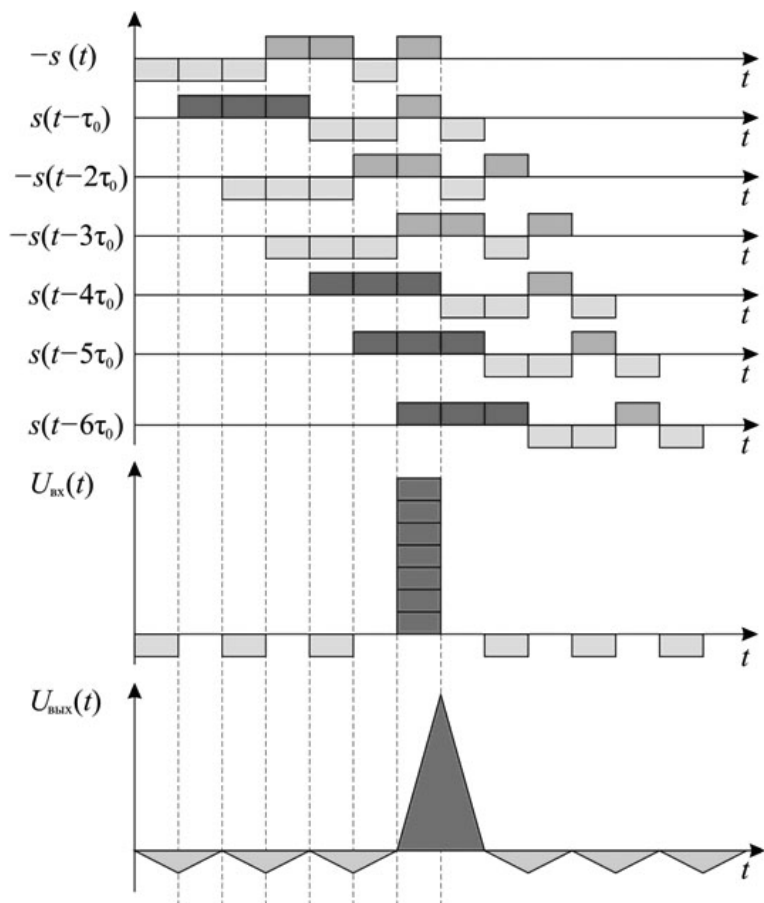 −s (t)
t
s(t−τ₀)
t
−s(t−2τ₀)
t
−s(t−3τ₀)
t
s(t−4τ₀)
t
s(t−5τ₀)
t
s(t−6τ₀)
t
Uвх(t)
t
Uвых(t)
t